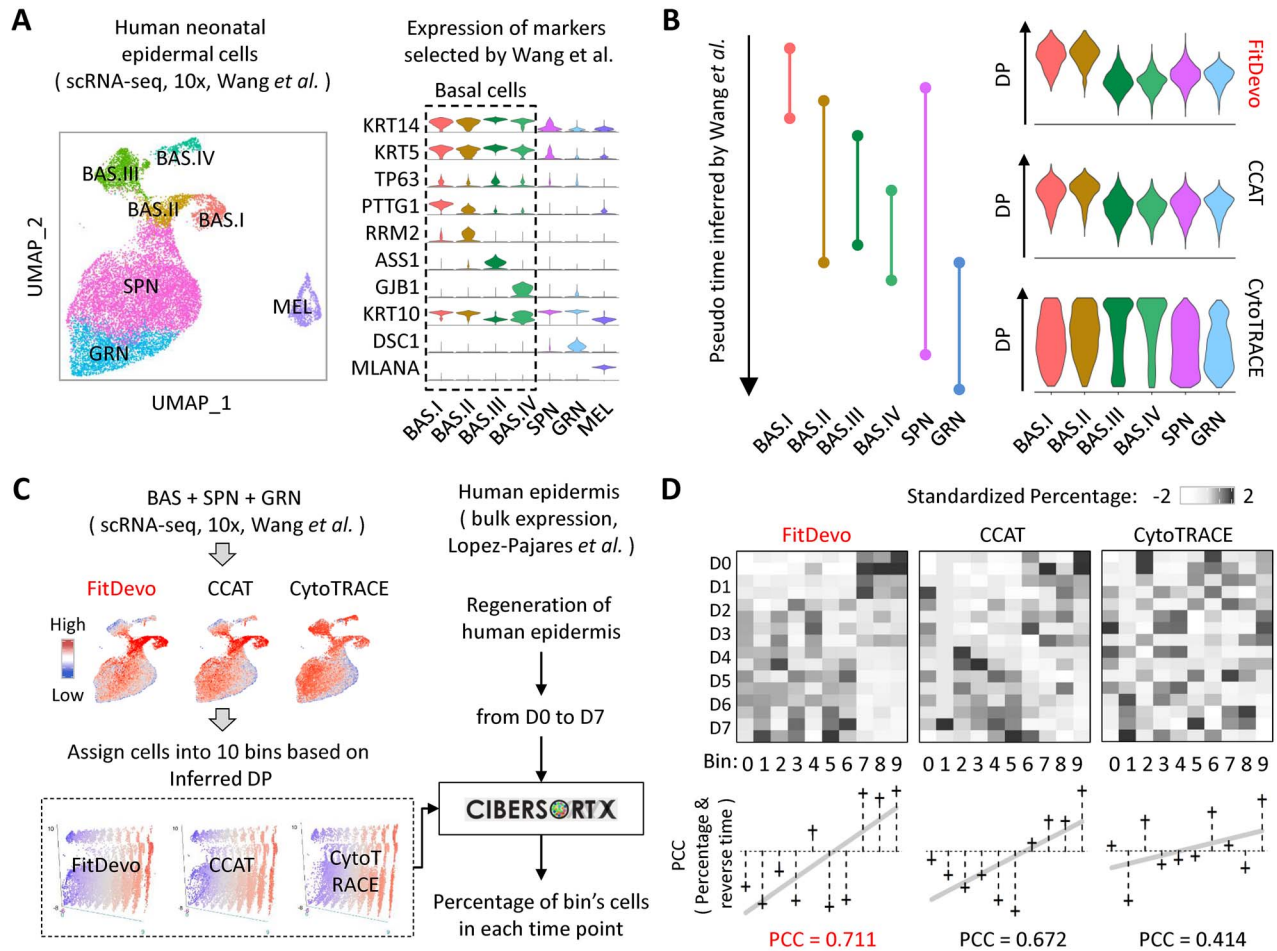 A
Human neonatal
epidermal cells
( scRNA-seq, 10x, Wang et al. )
UMAP_2
BAS.IV
BAS.III
BAS.II
BAS.I
SPN
MEL
GRN
UMAP_1
Expression of markers
selected by Wang et al.
Basal cells
KRT14
KRT5
TP63
PTTG1
RRM2
ASS1
GJB1
KRT10
DSC1
MLANA
BAS.I
BAS.II
BAS.III
BAS.IV
SPN
GRN
MEL
B
Pseudo time inferred by Wang et al.
BAS.I
BAS.II
BAS.III
BAS.IV
SPN
GRN
DP
FitDevo
DP
CCAT
DP
CytoTRACE
BAS.I
BAS.II
BAS.III
BAS.IV
SPN
GRN
C
BAS + SPN + GRN
( scRNA-seq, 10x, Wang et al. )
FitDevo CCAT CytoTRACE
High
Low
Assign cells into 10 bins based on
Inferred DP
FitDevo
CCAT
CytoT
RACE
Human epidermis
( bulk expression,
Lopez-Pajares et al. )
Regeneration of
human epidermis
from D0 to D7
CIBERSORTX
Percentage of bin's cells
in each time point
D
Standardized Percentage: -2 2
FitDevo CCAT CytoTRACE
D0
D1
D2
D3
D4
D5
D6
D7
Bin: 0 1 2 3 4 5 6 7 8 9 0 1 2 3 4 5 6 7 8 9 0 1 2 3 4 5 6 7 8 9
PCC
( Percentage &
reverse time )
PCC = 0.711 PCC = 0.672 PCC = 0.414